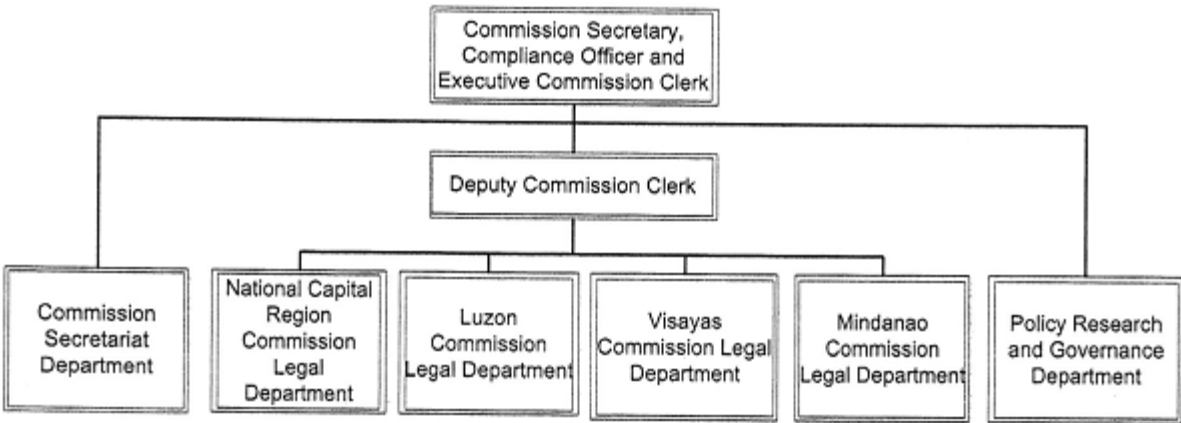 Commission Secretary,
Compliance Officer and
Executive Commission Clerk
Deputy Commission Clerk
Commission
Secretariat
Department
National Capital
Region
Commission
Legal
Department
Luzon
Commission
Legal Department
Visayas
Commission Legal
Department
Mindanao
Commission
Legal Department
Policy Research
and Governance
Department